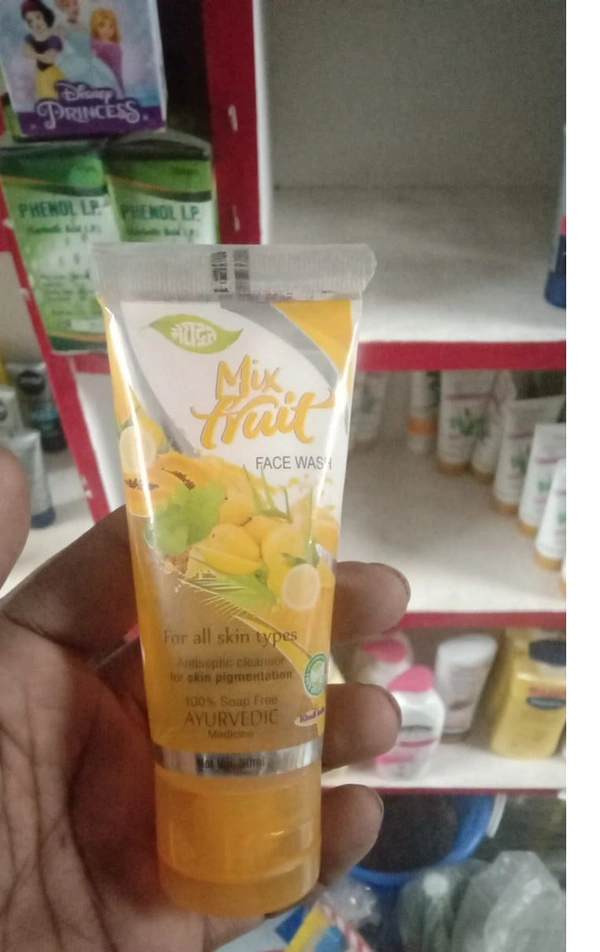 Disney
PRINCESS
PHENOL I.P.
PHENOL I.P.
Mix
fruit
FACE WASH
For all skin types
Antiseptic cleanser
for skin pigmentation
100% Soap Free
AYURVEDIC
Medicine